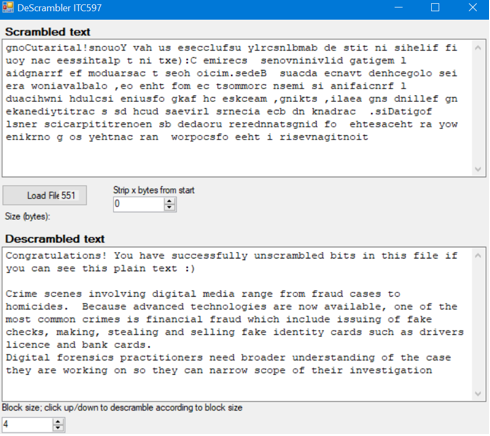 DeScrambler ITC597
Scrambled text
gnoCutarital!snouoY vah us esecclufsu ylrcsnlbmab de stit ni sihelif fi
uoy nac eessihtalp t ni txe):C emirecs  senovninivlid gatigem l
aidgnarrf ef moduarsac t seoh oicim.sedeB  suacda ecnavt denhcegolo sei
era woniavalbalo ,eo enht fom ec tsommorc nsemi si anifaicnrf l
duacihwni hdulcsi eniusfo gkaf hc eskceam ,gnikts ,ilaea gns dnillef gn
ekanediytitrac s sd hcud saevirl srnecia ecb dn knadrac  .siDatigof
lsner scicarpititrenoen sb dedaoru rerednnatsgnid fo  ehtesaceht ra yow
enikrno g os yehtnac ran  worpocsfo eeht i risevnagitnoit
Load File 551
Strip x bytes from start
0
Size (bytes):
Descrambled text
Congratulations! You have successfully unscrambled bits in this file if
you can see this plain text :)
Crime scenes involving digital media range from fraud cases to
homicides.  Because advanced technologies are now available, one of the
most common crimes is financial fraud which include issuing of fake
checks, making, stealing and selling fake identity cards such as drivers
licence and bank cards.
Digital forensics practitioners need broader understanding of the case
they are working on so they can narrow scope of their investigation
Block size; click up/down to descramble according to block size
4